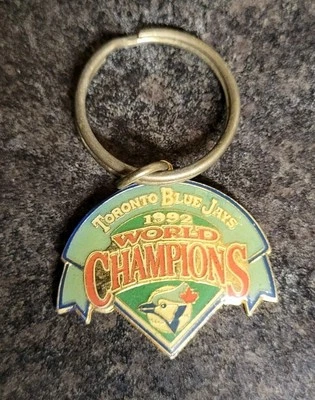 TORONTO BLUE JAYS
1992
WORLD
CHAMPIONS